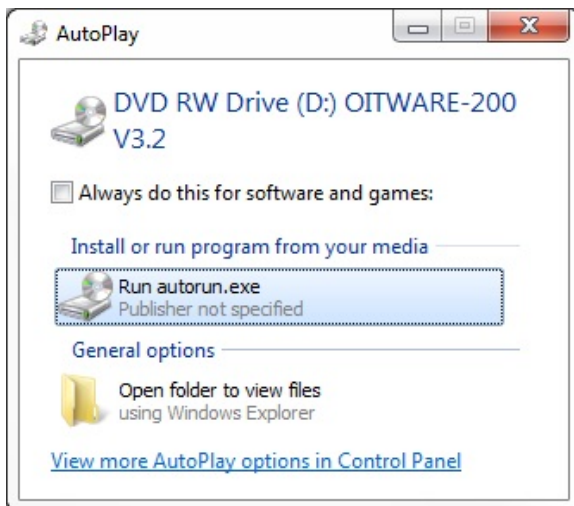 AutoPlay
DVD RW Drive (D:) OITWARE-200
V3.2
Always do this for software and games:
Install or run program from your media
Run autorun.exe
Publisher not specified
General options
Open folder to view files
using Windows Explorer
View more AutoPlay options in Control Panel